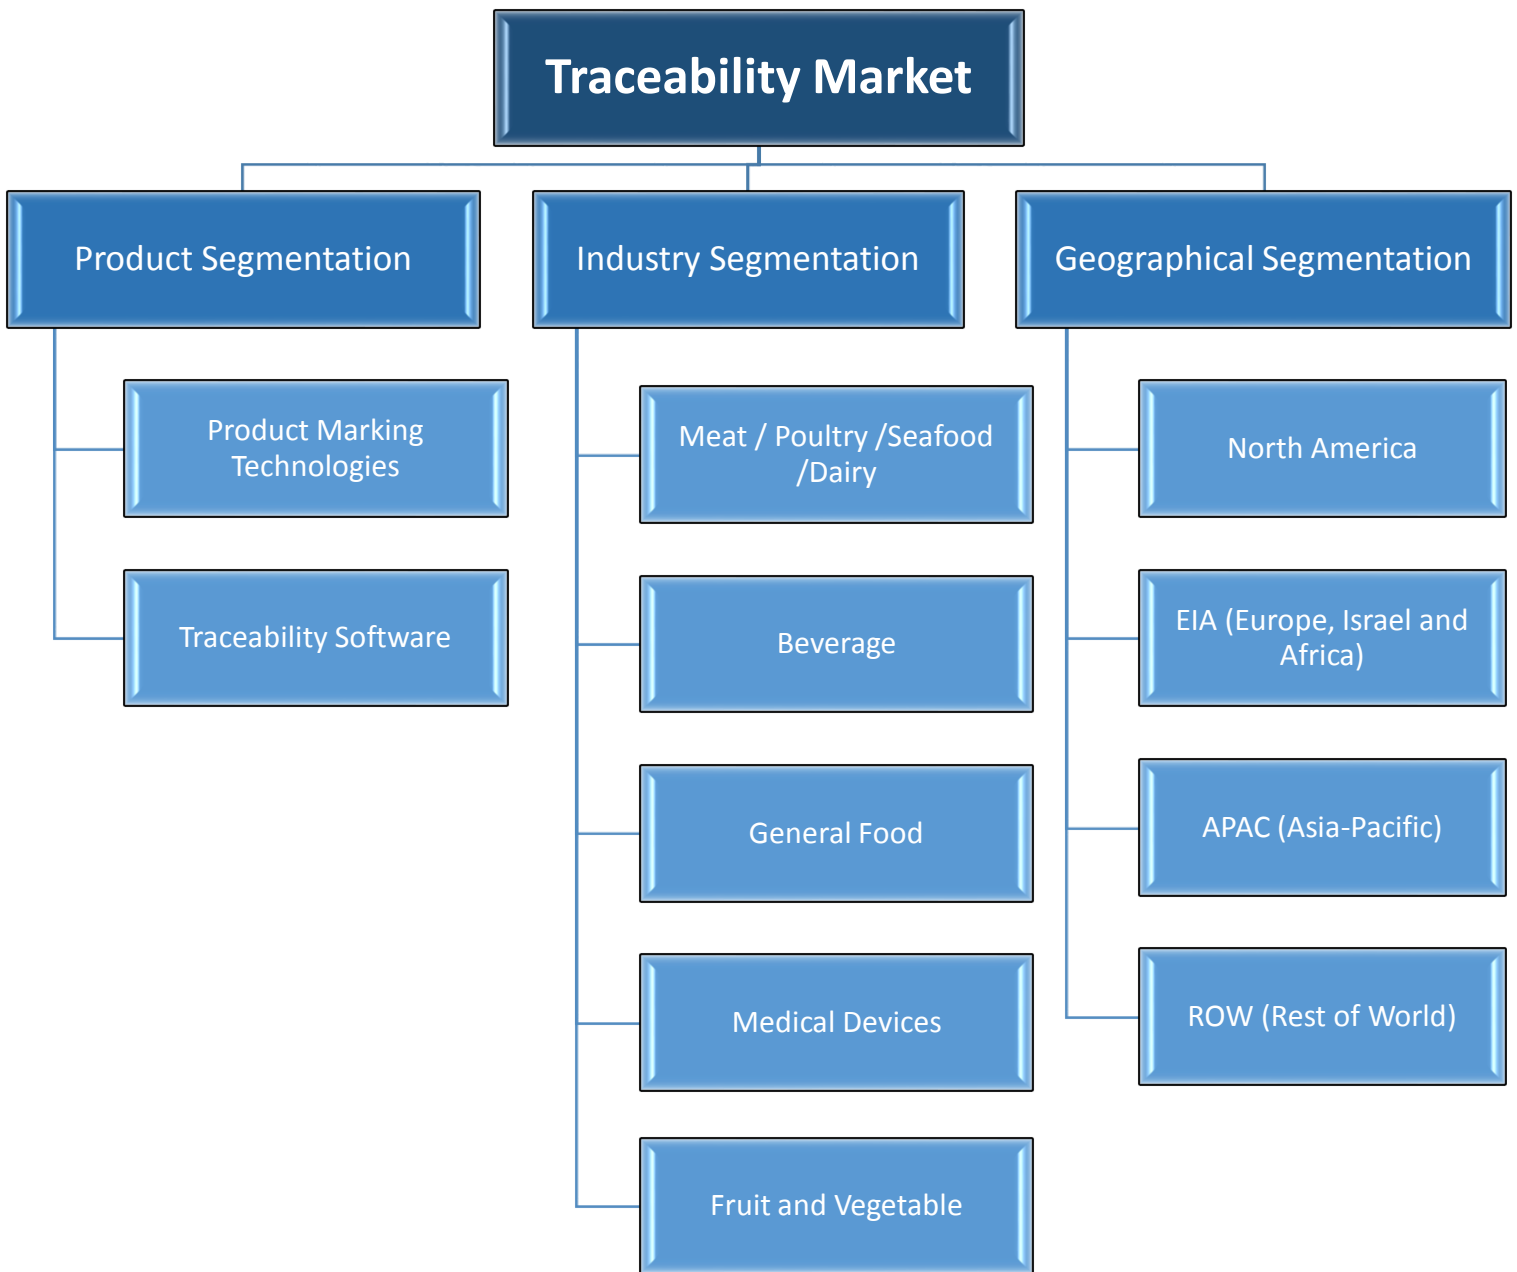 Traceability Market
Product Segmentation
Product Marking
Technologies
Traceability Software
Industry Segmentation
Meat / Poultry /Seafood
/Dairy
Beverage
General Food
Medical Devices
Fruit and Vegetable
Geographical Segmentation
North America
EIA (Europe, Israel and
Africa)
APAC (Asia-Pacific)
ROW (Rest of World)